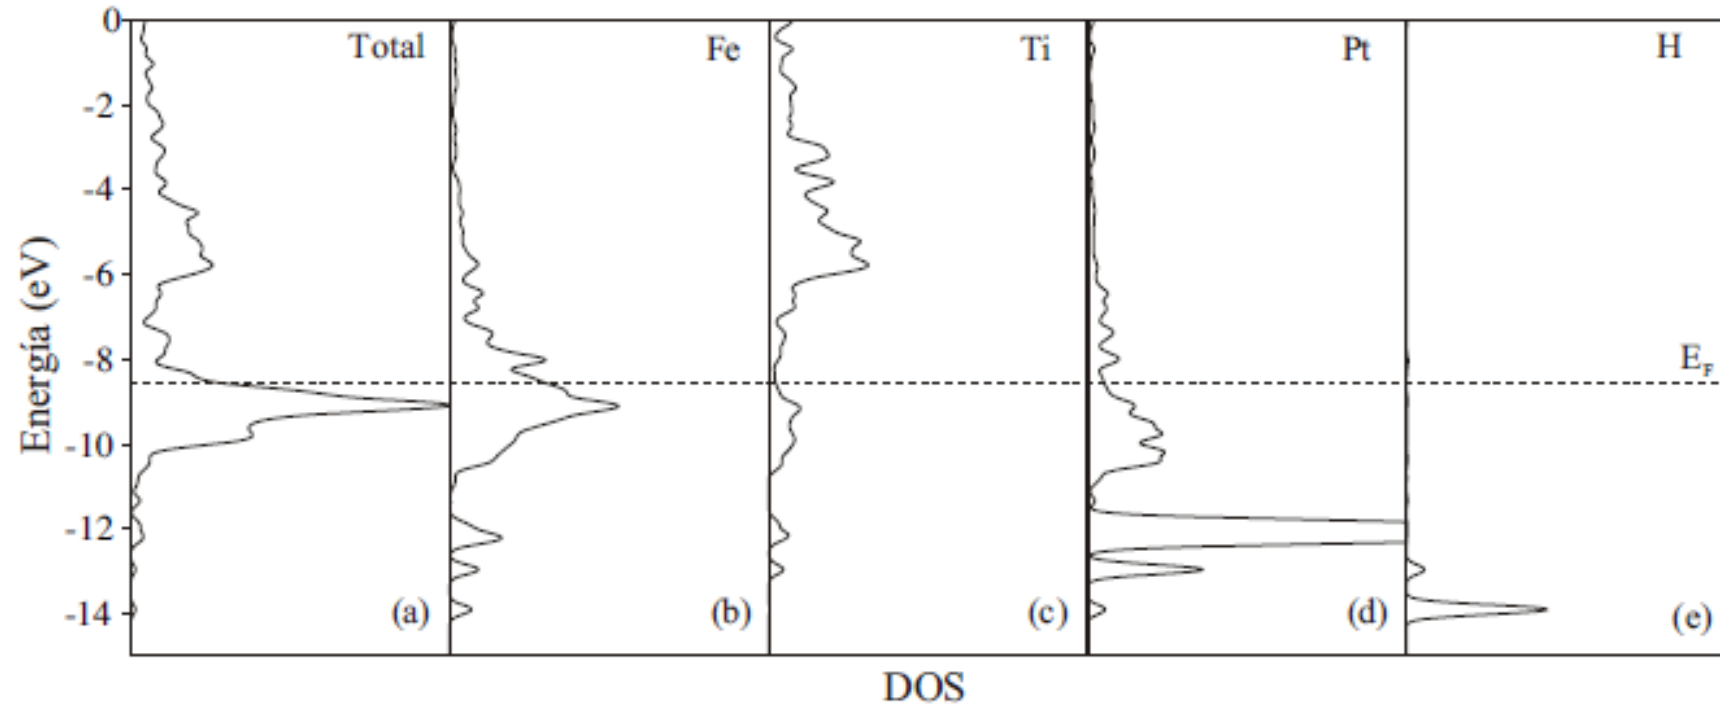 Total
Fe
Ti
Pt
H
0
-2
-4
-6
-8
-10
-12
-14
Energía (eV)
E_F
(a)
(b)
(c)
(d)
(e)
DOS